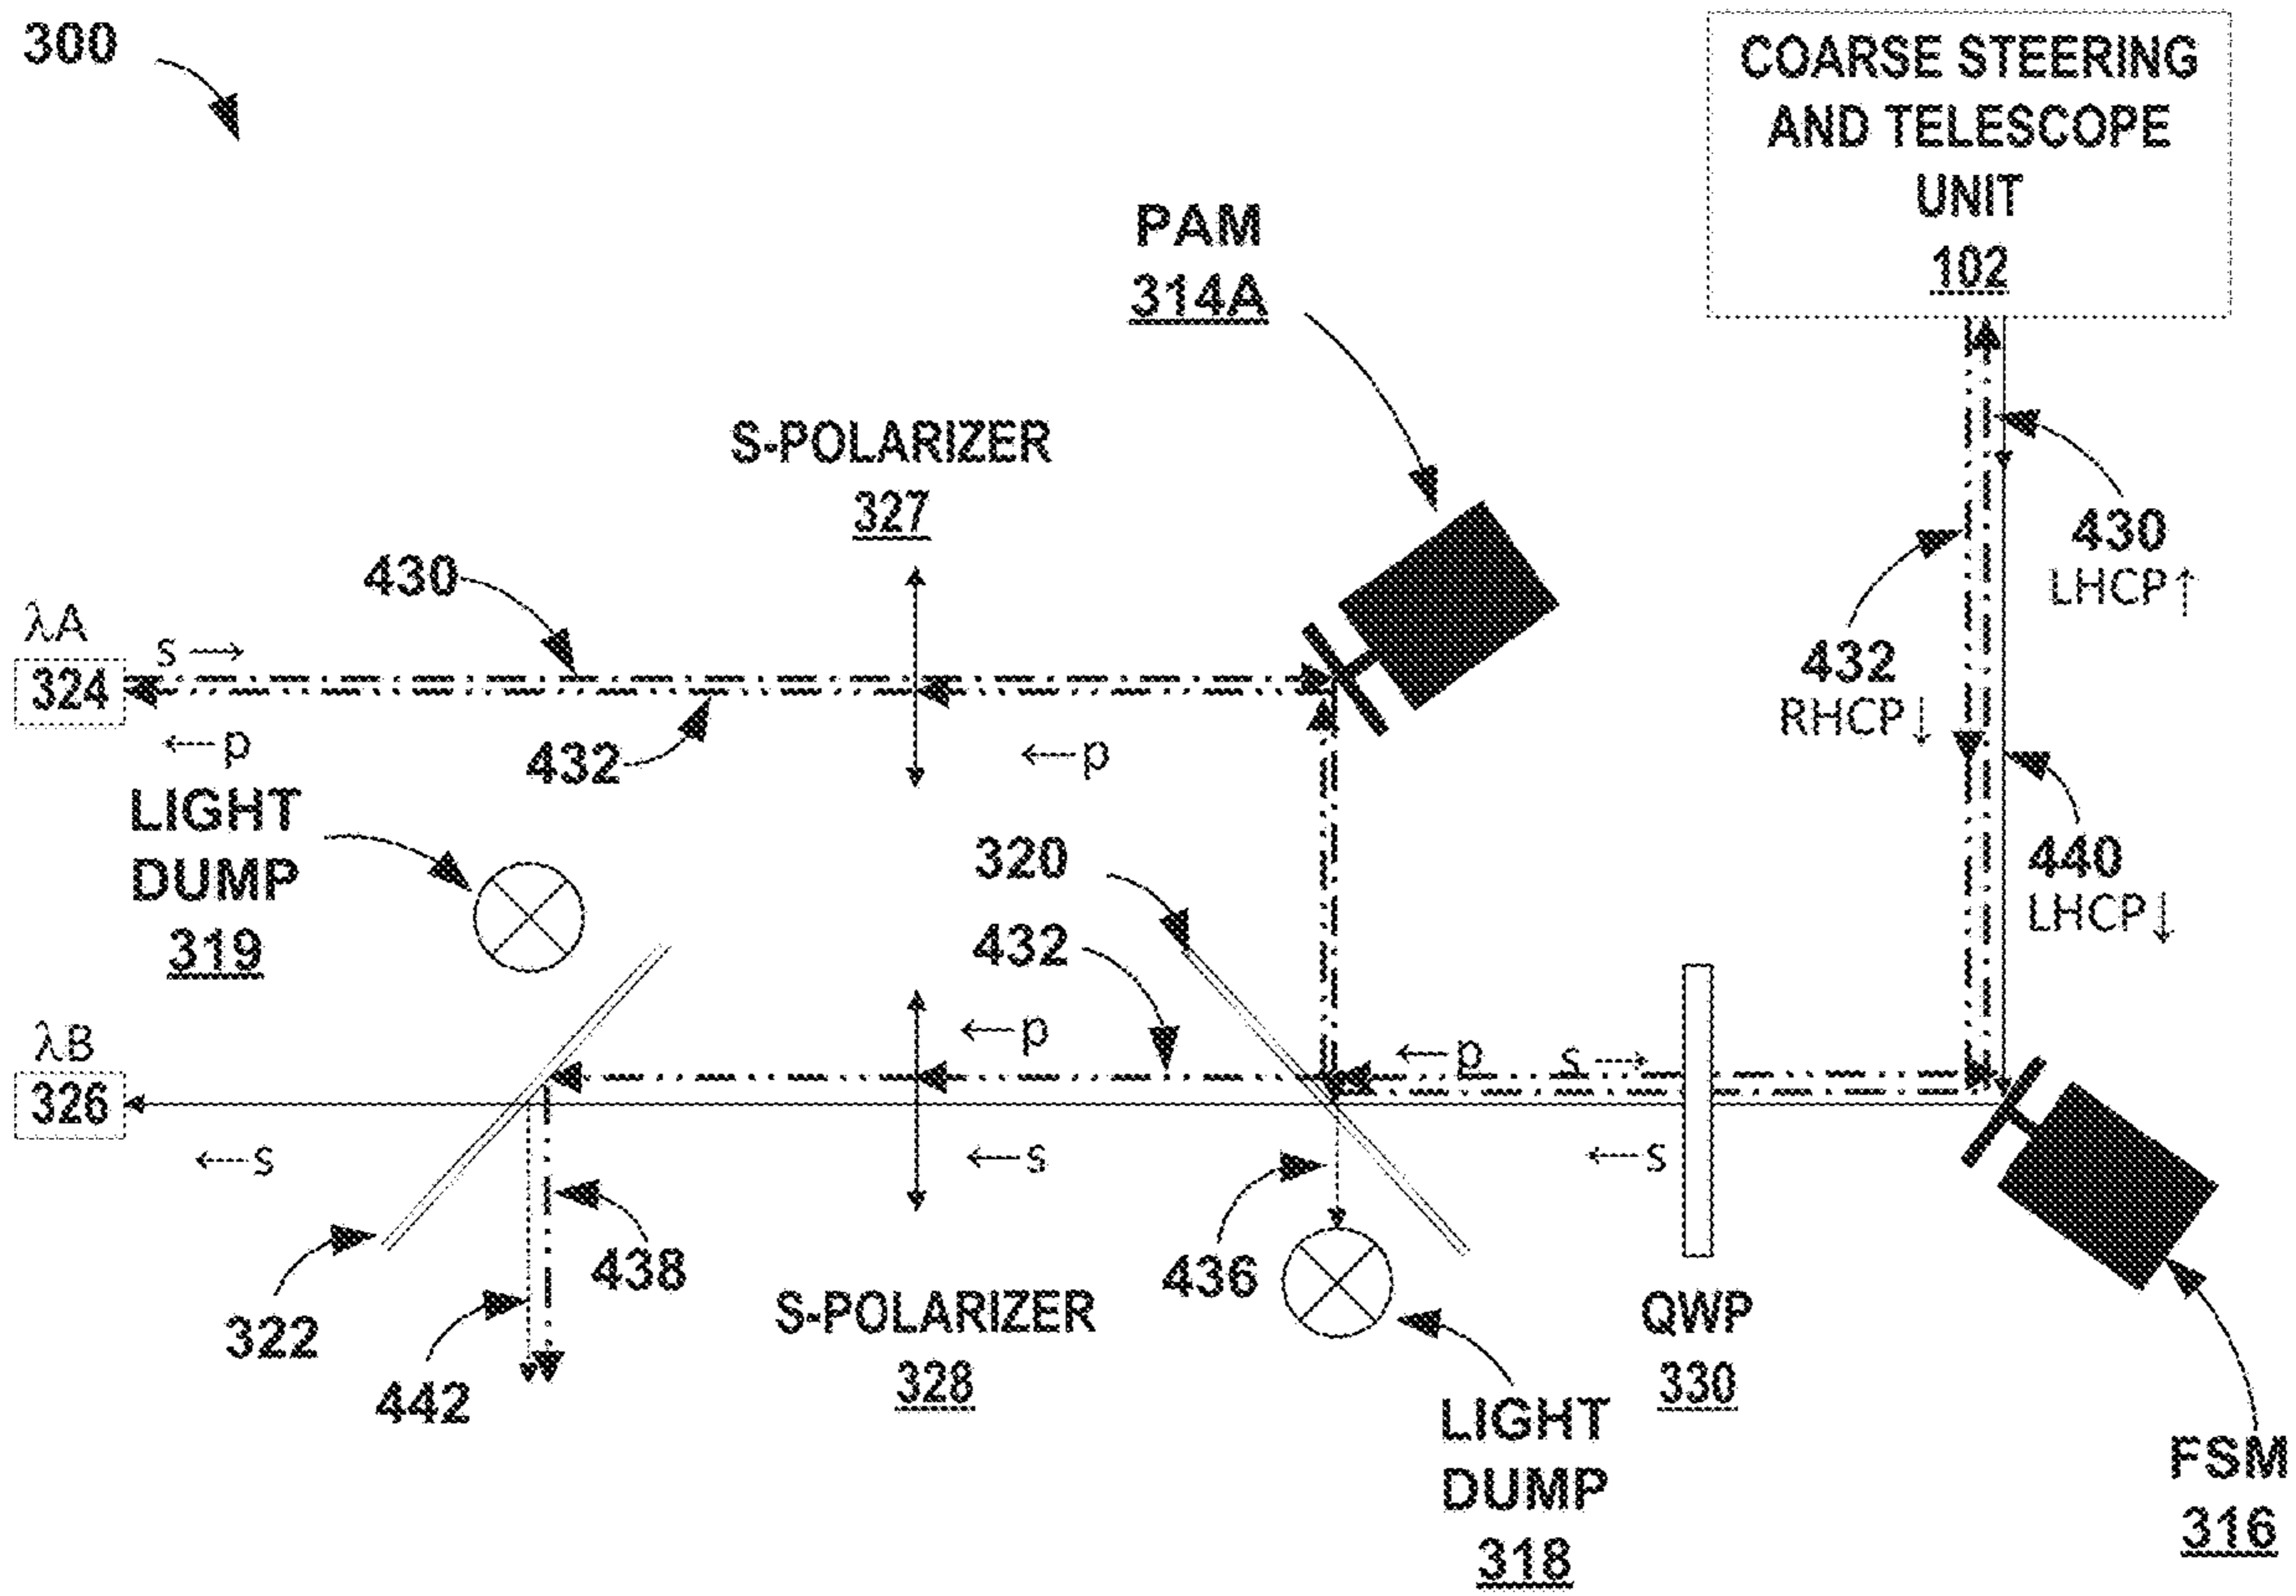 300
COARSE STEERING
AND TELESCOPE
UNIT
102
PAM
314A
S-POLARIZER
327
430
430
LHCP↑
432
RHCP↓
λA
s→
324
←p
432
←p
LIGHT
DUMP
319
320
432
440
LHCP↓
λB
326
←p
←p
s→
←s
←s
←s
438
436
322
442
S-POLARIZER
328
QWP
330
LIGHT
DUMP
318
FSM
316